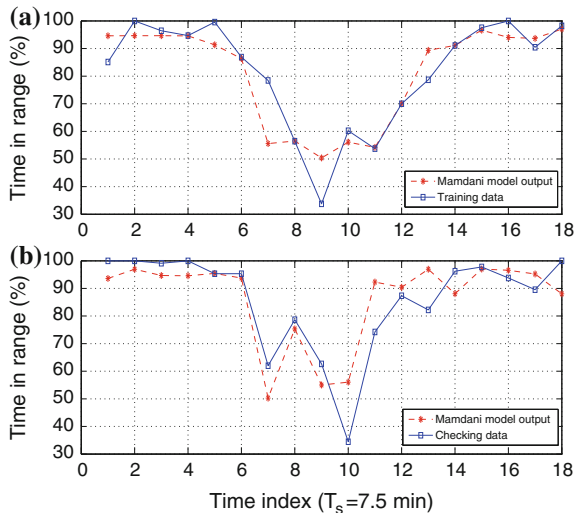 (a)
100
90
80
70
60
50
40
30
Time in range (%)
Mamdani model output
Training data
0 2 4 6 8 10 12 14 16 18
(b)
100
90
80
70
60
50
40
30
Time in range (%)
Mamdani model output
Checking data
0 2 4 6 8 10 12 14 16 18
Time index (Ts=7.5 min)